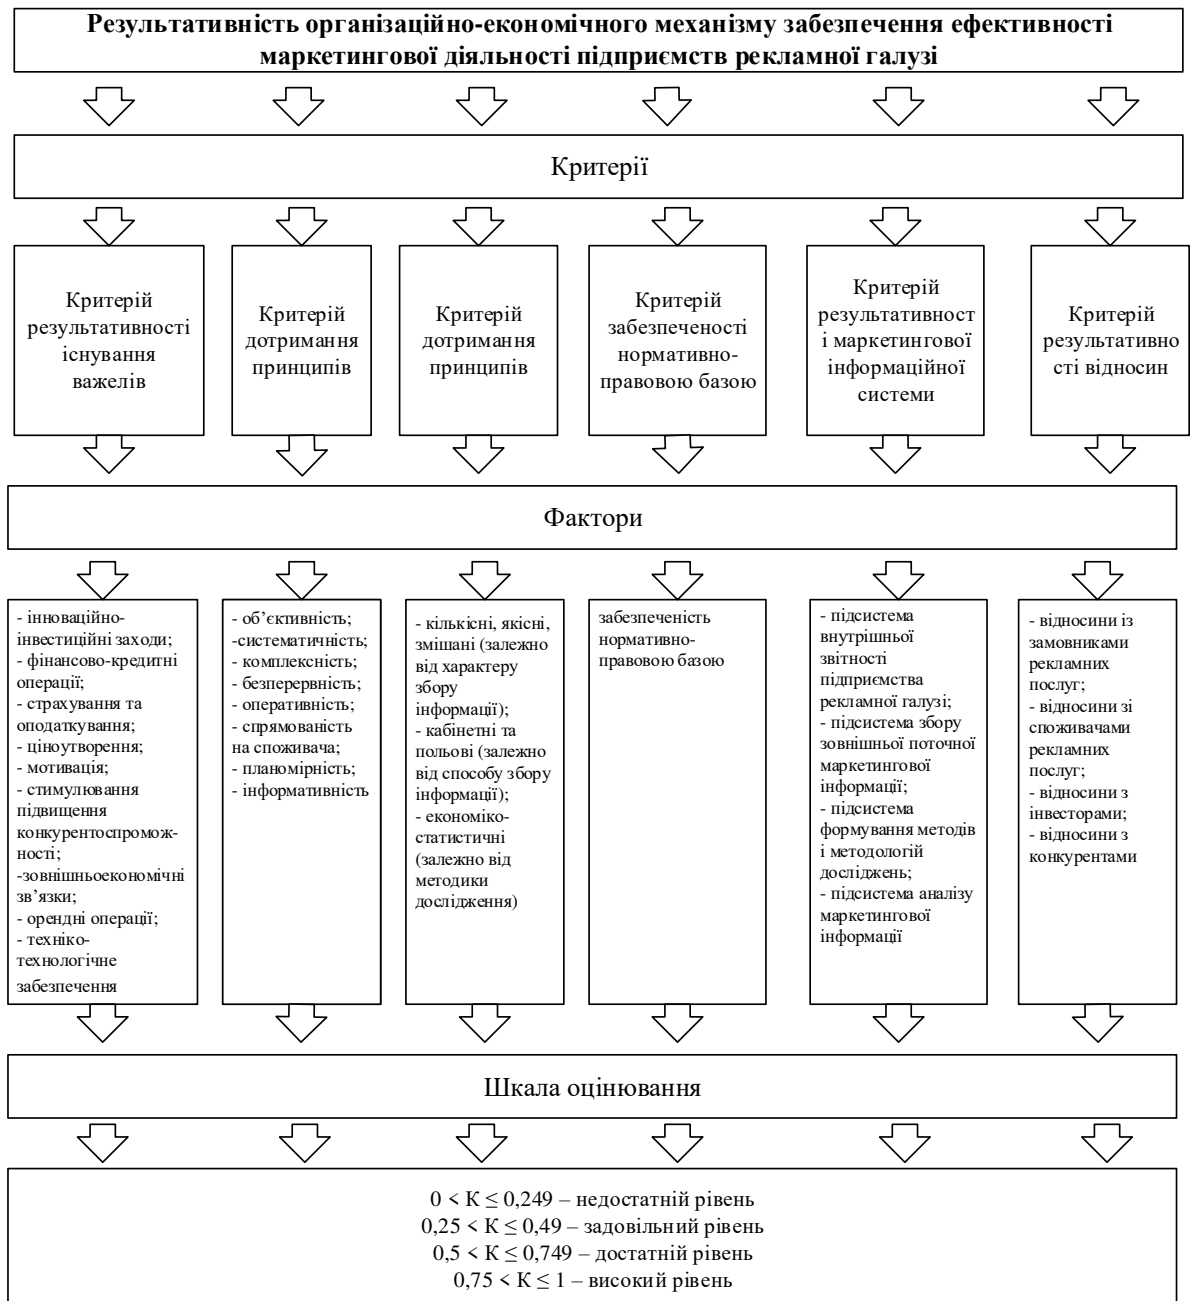 Результативність організаційно-економічного механізму забезпечення ефективності
маркетингової діяльності підприємств рекламної галузі
Критерії
Критерій
результативності
існування
важелів
Критерій
дотримання
принципів
Критерій
дотримання
принципів
Критерій
забезпеченості
нормативно-
правовою базою
Критерій
результативност
і маркетингової
інформаційної
системи
Критерій
результативно
сті відносин
Фактори
- інноваційно-
інвестиційні заходи;
- фінансово-кредитні
операції;
- страхування та
оподаткування;
- ціноутворення;
- мотивація;
- стимулювання
підвищення
конкурентоспромож-
ності;
-зовнішньоекономічні
зв’язки;
- орендні операції;
- техніко-
технологічне
забезпечення
- об’єктивність;
-систематичність;
- комплексність;
- безперервність;
- оперативність;
- спрямованість
на споживача;
- планомірність;
- інформативність
- кількісні, якісні,
змішані (залежно
від характеру
збору
інформації);
- кабінетні та
польові (залежно
від способу збору
інформації);
- економіко-
статистичні
(залежно від
методики
дослідження)
забезпеченість
нормативно-
правовою базою
- підсистема
внутрішньої
звітності
підприємства
рекламної галузі;
- підсистема збору
зовнішньої поточної
маркетингової
інформації;
- підсистема
формування методів
і методологій
досліджень;
- підсистема аналізу
маркетингової
інформації
- відносини із
замовниками
рекламних
послуг;
- відносини зі
споживачами
рекламних
послуг;
- відносини з
інвесторами;
- відносини з
конкурентами
Шкала оцінювання
0 < К ≤ 0,249 – недостатній рівень
0,25 < К ≤ 0,49 – задовільний рівень
0,5 < К ≤ 0,749 – достатній рівень
0,75 < К ≤ 1 – високий рівень